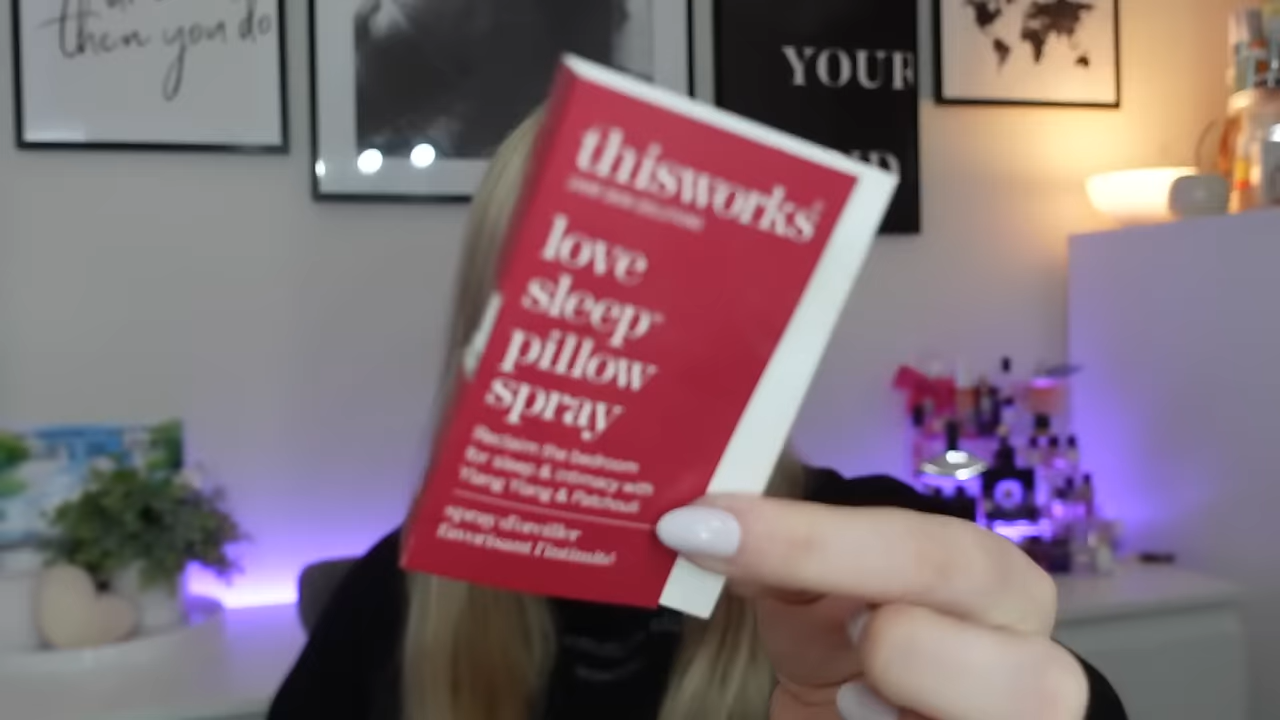 then you do
YOUR
thisworks
love
sleep
pillow
spray
Reclaim the bedroom
for sleep & intimacy with
Ylang Ylang & Patchouli
spray d'oreiller
favorisant l'intimité